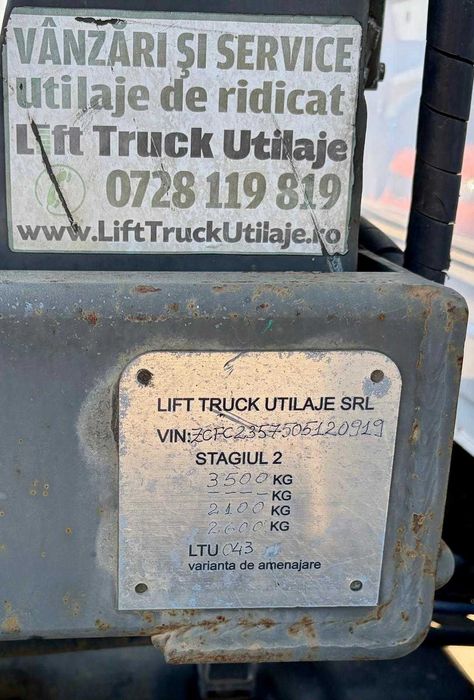 VÂNZĂRI ŞI SERVICE
utilaje de ridicat
Lift Truck Utilaje
0728 119 819
www.LiftTruckUtilaje.ro
LIFT TRUCK UTILAJE SRL
VIN: ZCFC2357505120919
STAGIUL 2
3500 KG
---- KG
2100 KG
2600 KG
LTU 043
varianta de amenajare